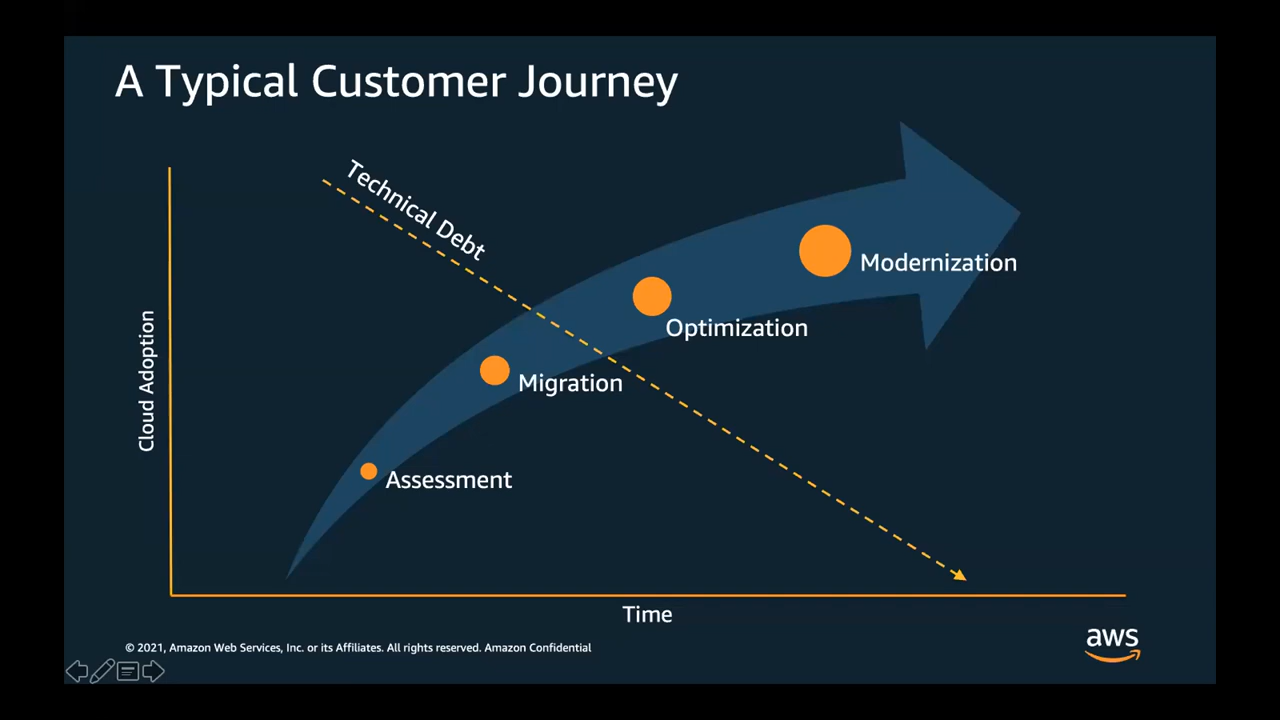 A Typical Customer Journey
Technical Debt
Modernization
Optimization
Migration
Assessment
Cloud Adoption
Time
© 2021, Amazon Web Services, Inc. or its Affiliates. All rights reserved. Amazon Confidential
aws